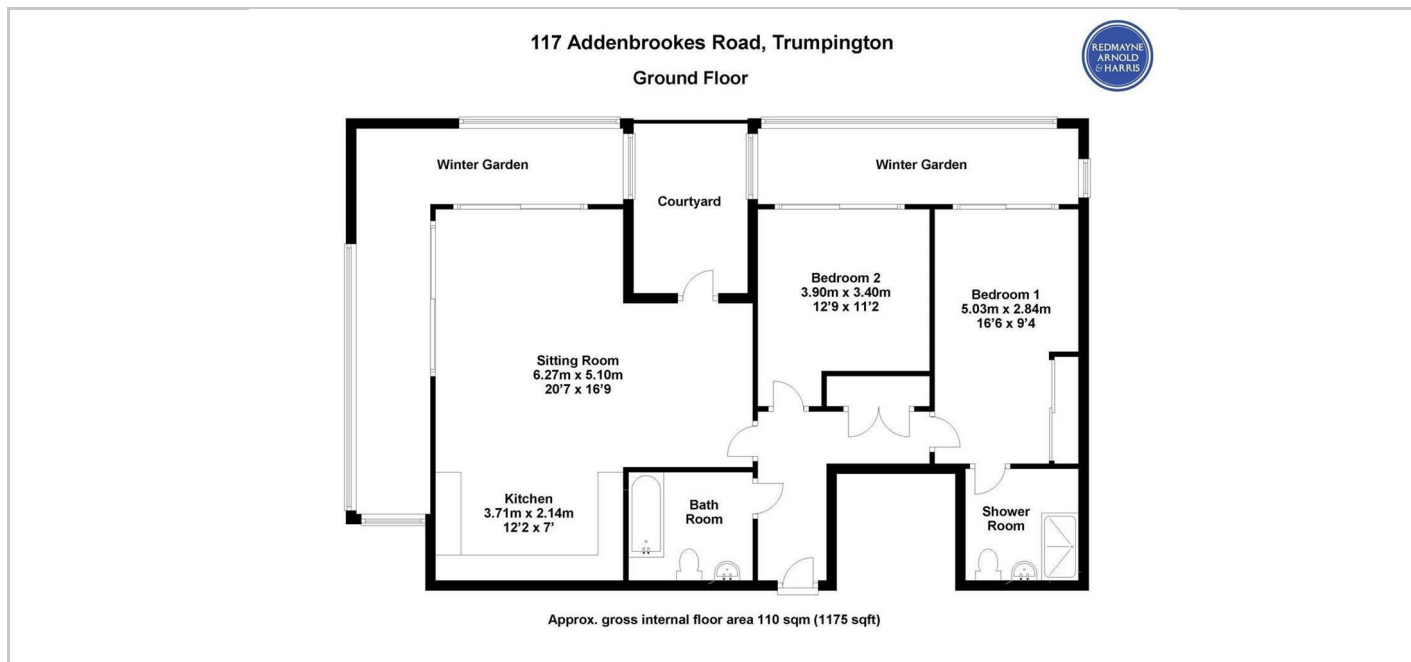 117 Addenbrookes Road, Trumpington
Ground Floor
REDMAYNE
ARNOLD
& HARRIS
Winter Garden
Courtyard
Winter Garden
Bedroom 2
3.90m x 3.40m
12'9 x 11'2
Bedroom 1
5.03m x 2.84m
16'6 x 9'4
Sitting Room
6.27m x 5.10m
20'7 x 16'9
Kitchen
3.71m x 2.14m
12'2 x 7'
Bath
Room
Shower
Room
Approx. gross internal floor area 110 sqm (1175 sqft)